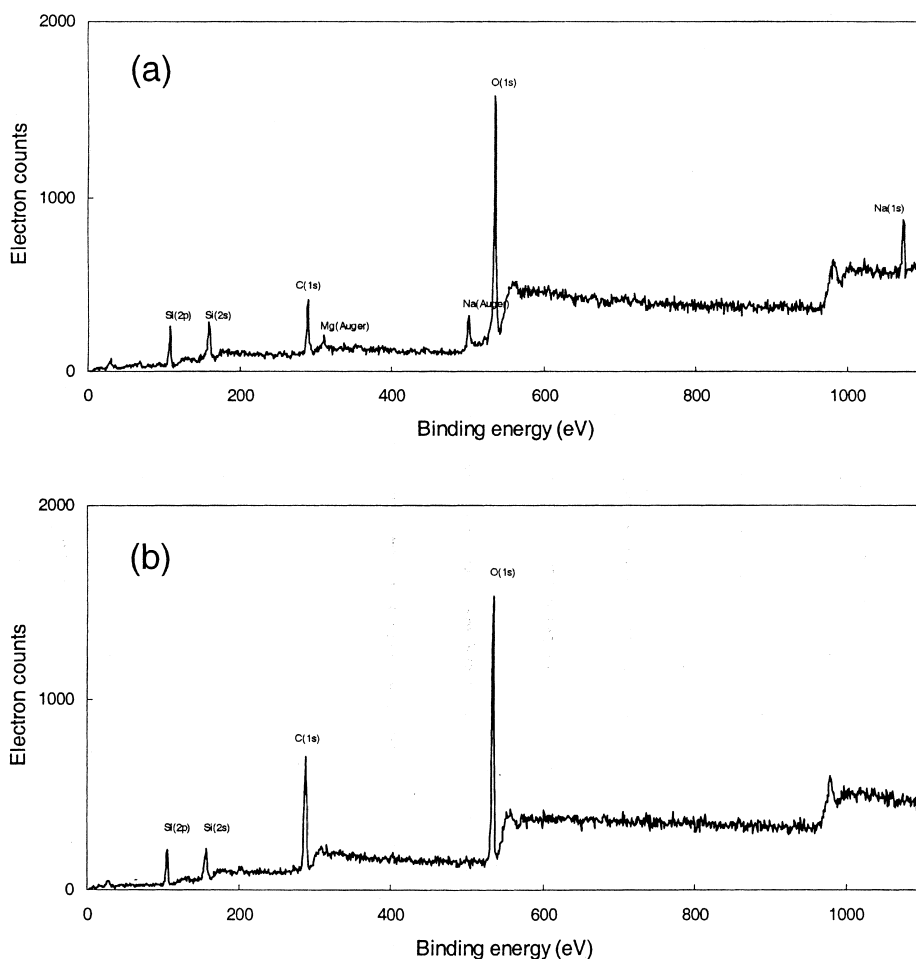 2000
(a)
O(1s)
Electron counts
1000
Na(1s)
C(1s)
Si(2p)
Si(2s)
Mg(Auger)
Na(Auger)
0
0 200 400 600 800 1000
Binding energy (eV)
2000
(b)
O(1s)
Electron counts
1000
C(1s)
Si(2p)
Si(2s)
0
0 200 400 600 800 1000
Binding energy (eV)